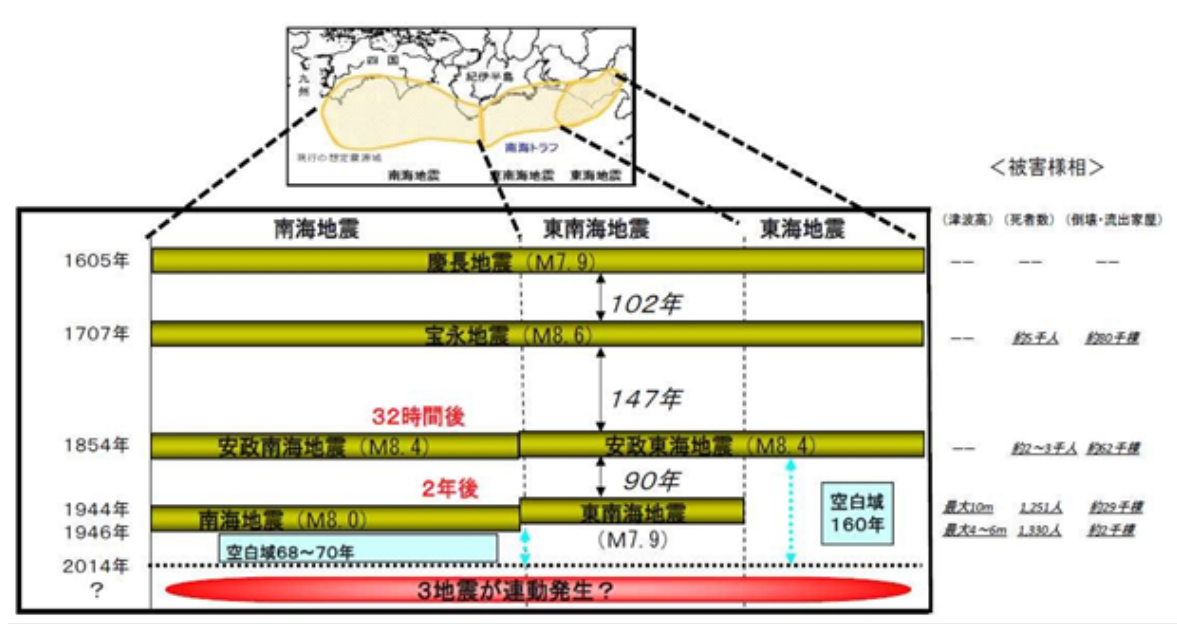 四 国
九
州
紀伊半島
南海トラフ
現行の想定震源域
南海地震
東南海地震
東海地震
＜被害様相＞
（津波高）（死者数）（倒壊・流出家屋）
南海地震
東南海地震
東海地震
1605年
慶長地震（M7.9）
―― ―― ――
102年
1707年
宝永地震（M8.6）
―― 約5千人 約80千棟
147年
32時間後
1854年
安政南海地震（M8.4）
安政東海地震（M8.4）
―― 約2～3千人 約62千棟
90年
2年後
空白域
160年
1944年
東南海地震
（M7.9）
最大10m 1,251人 約29千棟
南海地震（M8.0）
1946年
最大4～6m 1,330人 約2千棟
空白域68～70年
2014年
?
3地震が連動発生？